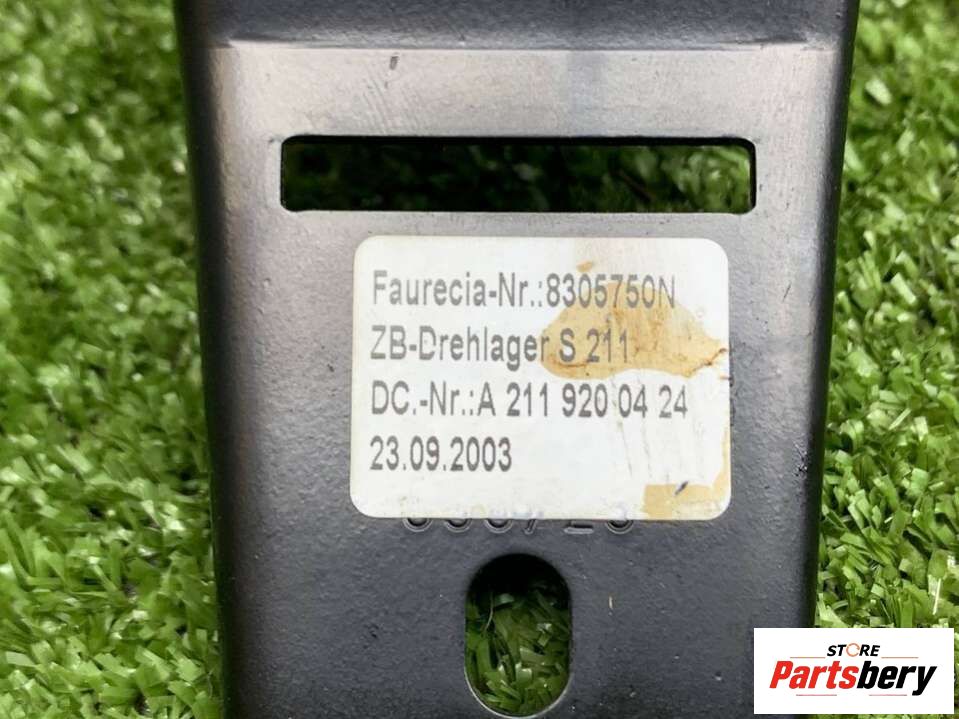 Faurecia-Nr.:8305750N
ZB-Drehlager S 211
DC.-Nr.:A 211 920 04 24
23.09.2003
STORE
Partsbery